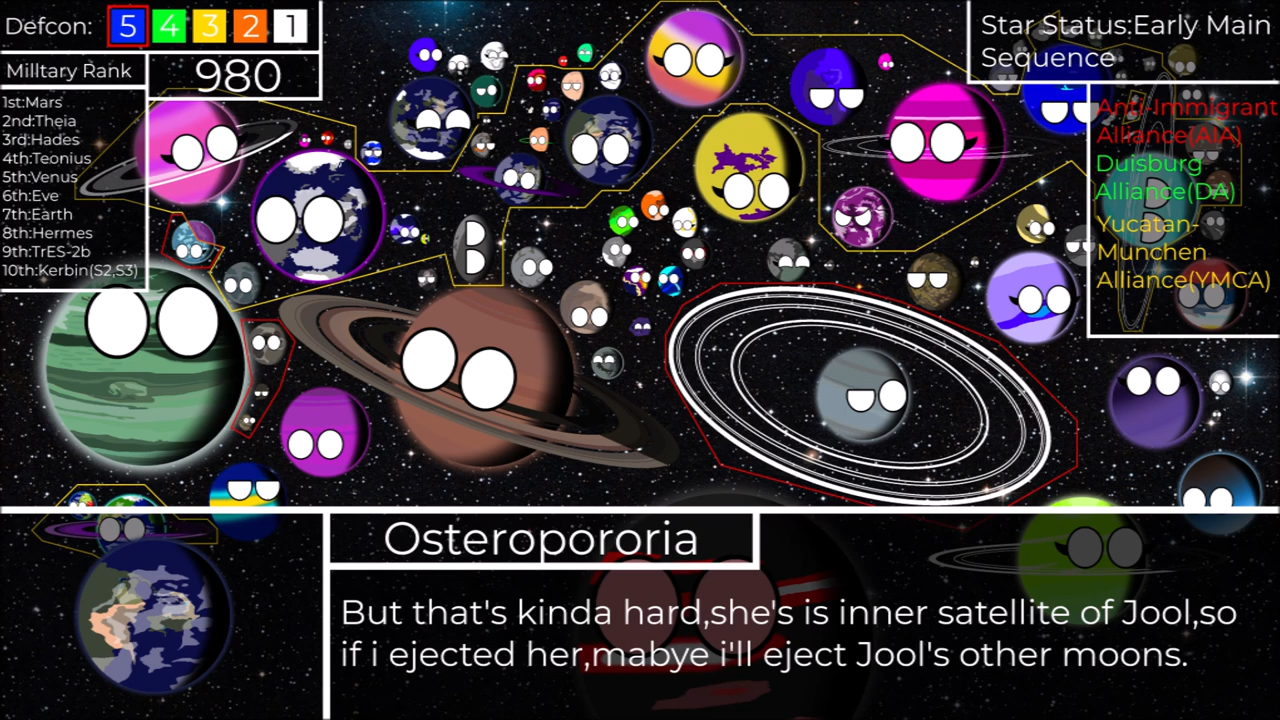 Defcon: 5 4 3 2 1
Miltary Rank
980
1st:Mars
2nd:Theia
3rd:Hades
4th:Teonius
5th:Venus
6th:Eve
7th:Earth
8th:Hermes
9th:TrES-2b
10th:Kerbin(S2,S3)
Star Status:Early Main
Sequence
Anti-Immigrant
Alliance(AIA)
Duisburg
Alliance(DA)
Yucatan-
Munchen
Alliance(YMCA)
Osteropororia
But that's kinda hard,she's is inner satellite of Jool,so
if i ejected her,mabye i'll eject Jool's other moons.